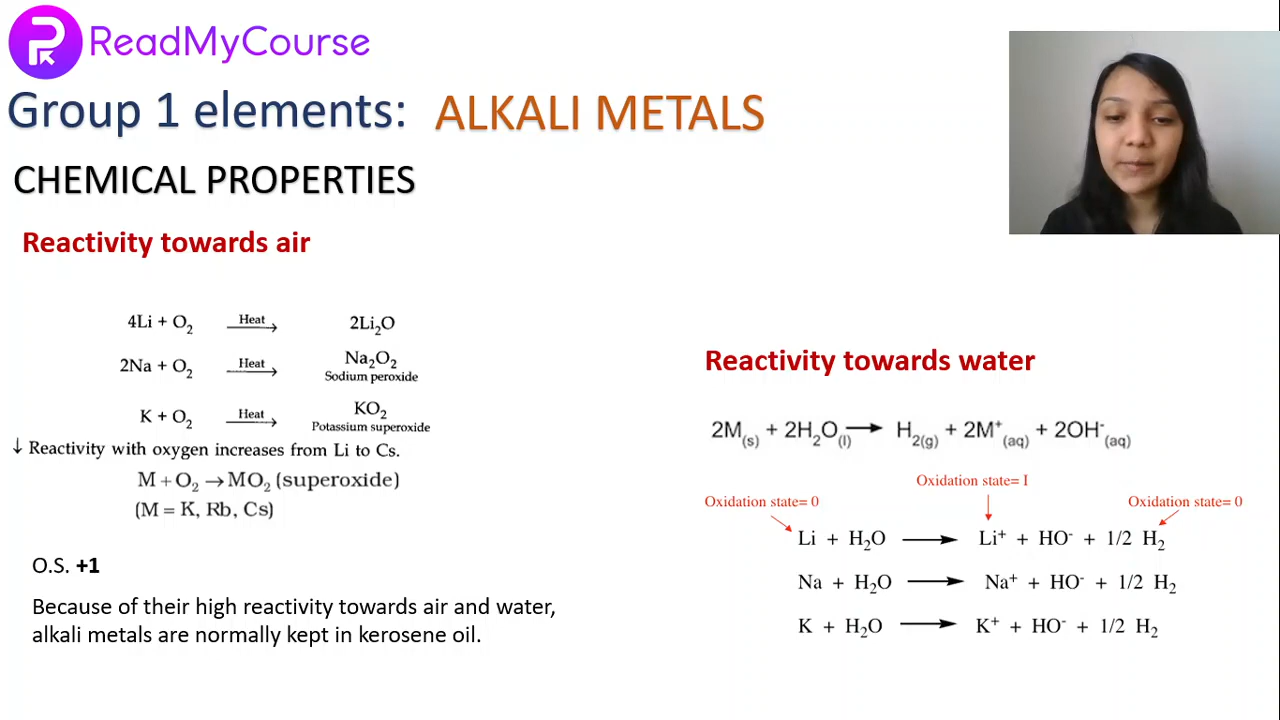 ReadMyCourse
Group 1 elements: ALKALI METALS
CHEMICAL PROPERTIES
Reactivity towards air
4Li + O₂ —Heat→ 2Li₂O
2Na + O₂ —Heat→ Na₂O₂
Sodium peroxide
K + O₂ —Heat→ KO₂
Potassium superoxide
↓ Reactivity with oxygen increases from Li to Cs.
M + O₂ → MO₂ (superoxide)
(M = K, Rb, Cs)
O.S. +1
Because of their high reactivity towards air and water,
alkali metals are normally kept in kerosene oil.
Reactivity towards water
2M(s) + 2H₂O(l) → H₂(g) + 2M⁺(aq) + 2OH⁻(aq)
Oxidation state= I
Oxidation state= 0
Oxidation state= 0
Li + H₂O → Li⁺ + HO⁻ + 1/2 H₂
Na + H₂O → Na⁺ + HO⁻ + 1/2 H₂
K + H₂O → K⁺ + HO⁻ + 1/2 H₂